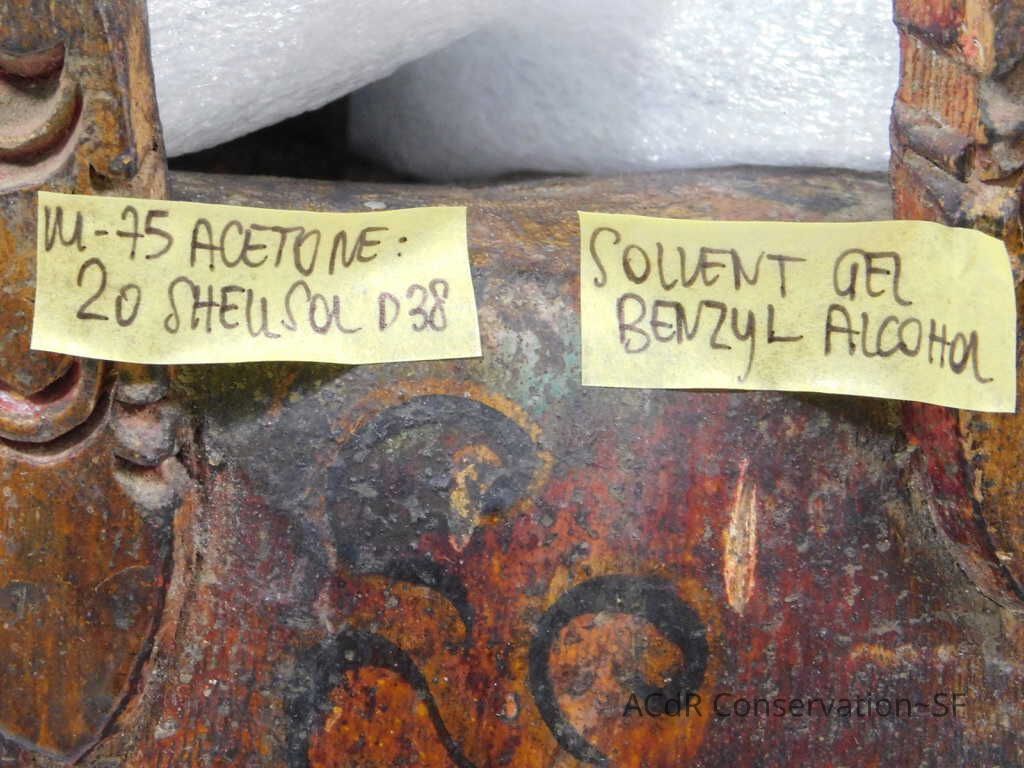 M-75 ACETONE:
20 SHELLSOL D38
SOLVENT GEL
BENZYL ALCOHOL
ACdR Conservation~SF